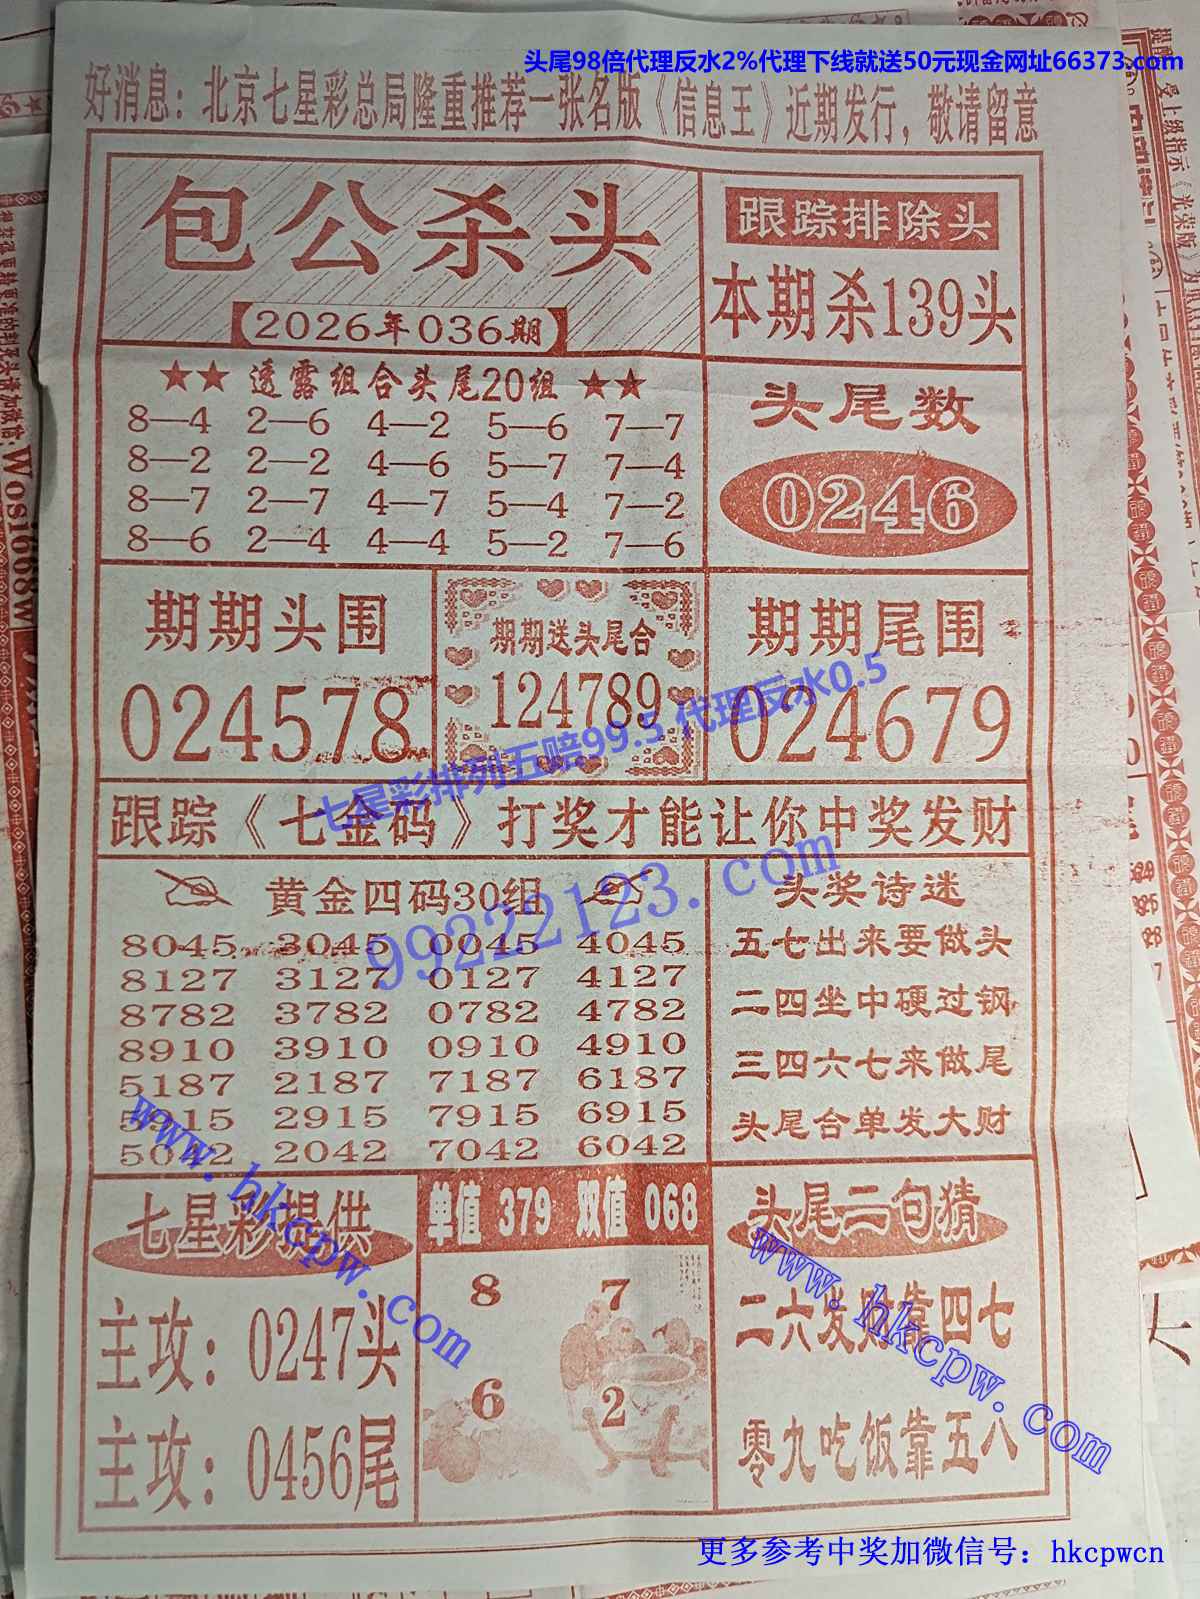 头尾98倍代理反水2%代理下线就送50元现金网址66373.com
好消息：北京七星彩总局隆重推荐一张名版《信息王》近期发行，敬请留意
包公杀头
2026年036期
跟踪排除头
本期杀139头
★★ 透露组合头尾20组 ★★
8—4 2—6 4—2 5—6 7—7
8—2 2—2 4—6 5—7 7—4
8—7 2—7 4—7 5—4 7—2
8—6 2—4 4—4 5—2 7—6
头尾数
0246
期期头围
024578
期期送头尾合
124789
期期尾围
024679
七星彩排列五赔99.5 代理反水0.5
跟踪《七金码》打奖才能让你中奖发财
99222123.com
黄金四码30组
8045 3045 0045 4045
8127 3127 0127 4127
8782 3782 0782 4782
8910 3910 0910 4910
5187 2187 7187 6187
5915 2915 7915 6915
5042 2042 7042 6042
头奖诗迷
五七出来要做头
二四坐中硬过钢
三四六七来做尾
头尾合单发大财
www.hkcpw.com
七星彩提供
主攻：0247头
主攻：0456尾
单值 379 双值 068
8 7
6 2
头尾二句猜
二六发财靠四七
零九吃饭靠五八
www.hkcpw.com
更多参考中奖加微信号：hkcpwcn
Wos1668w